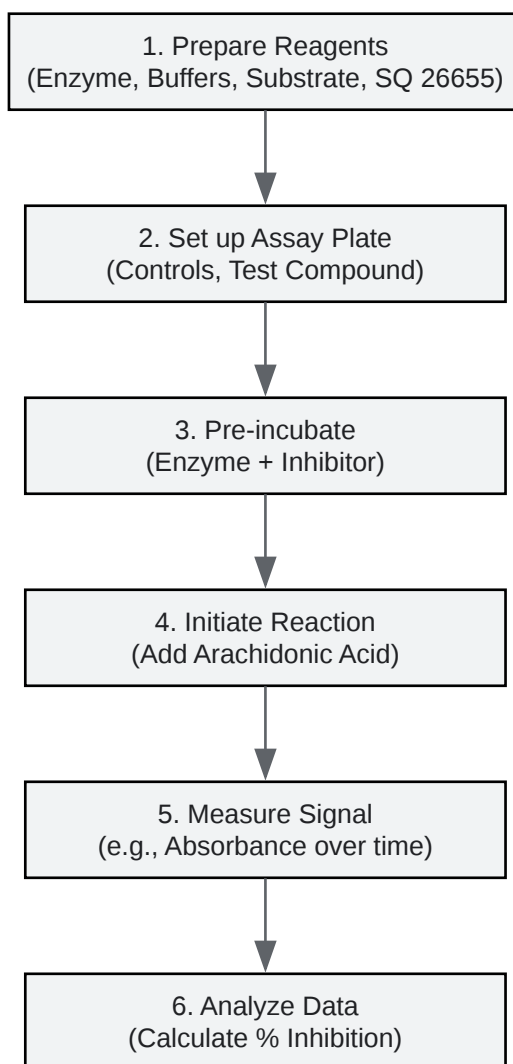 1. Prepare Reagents
(Enzyme, Buffers, Substrate, SQ 26655)
2. Set up Assay Plate
(Controls, Test Compound)
3. Pre-incubate
(Enzyme + Inhibitor)
4. Initiate Reaction
(Add Arachidonic Acid)
5. Measure Signal
(e.g., Absorbance over time)
6. Analyze Data
(Calculate % Inhibition)